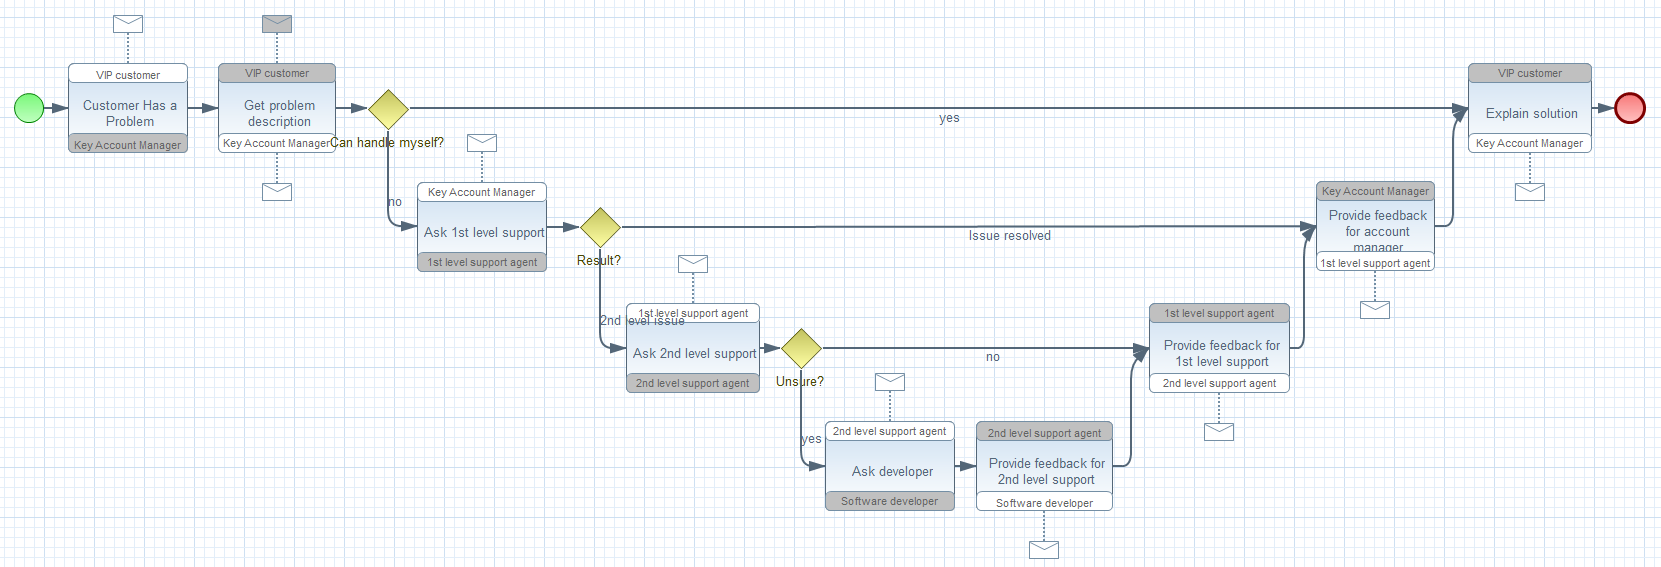 VIP customer
Customer Has a
Problem
Key Account Manager
VIP customer
Get problem
description
Key Account Manager
Can handle myself?
yes
no
Key Account Manager
Ask 1st level support
1st level support agent
Result?
Issue resolved
2nd level issue
1st level support agent
Ask 2nd level support
2nd level support agent
Unsure?
no
yes
2nd level support agent
Ask developer
Software developer
2nd level support agent
Provide feedback for
2nd level support
Software developer
1st level support agent
Provide feedback for
1st level support
2nd level support agent
Key Account Manager
Provide feedback
for account
manager
1st level support agent
VIP customer
Explain solution
Key Account Manager